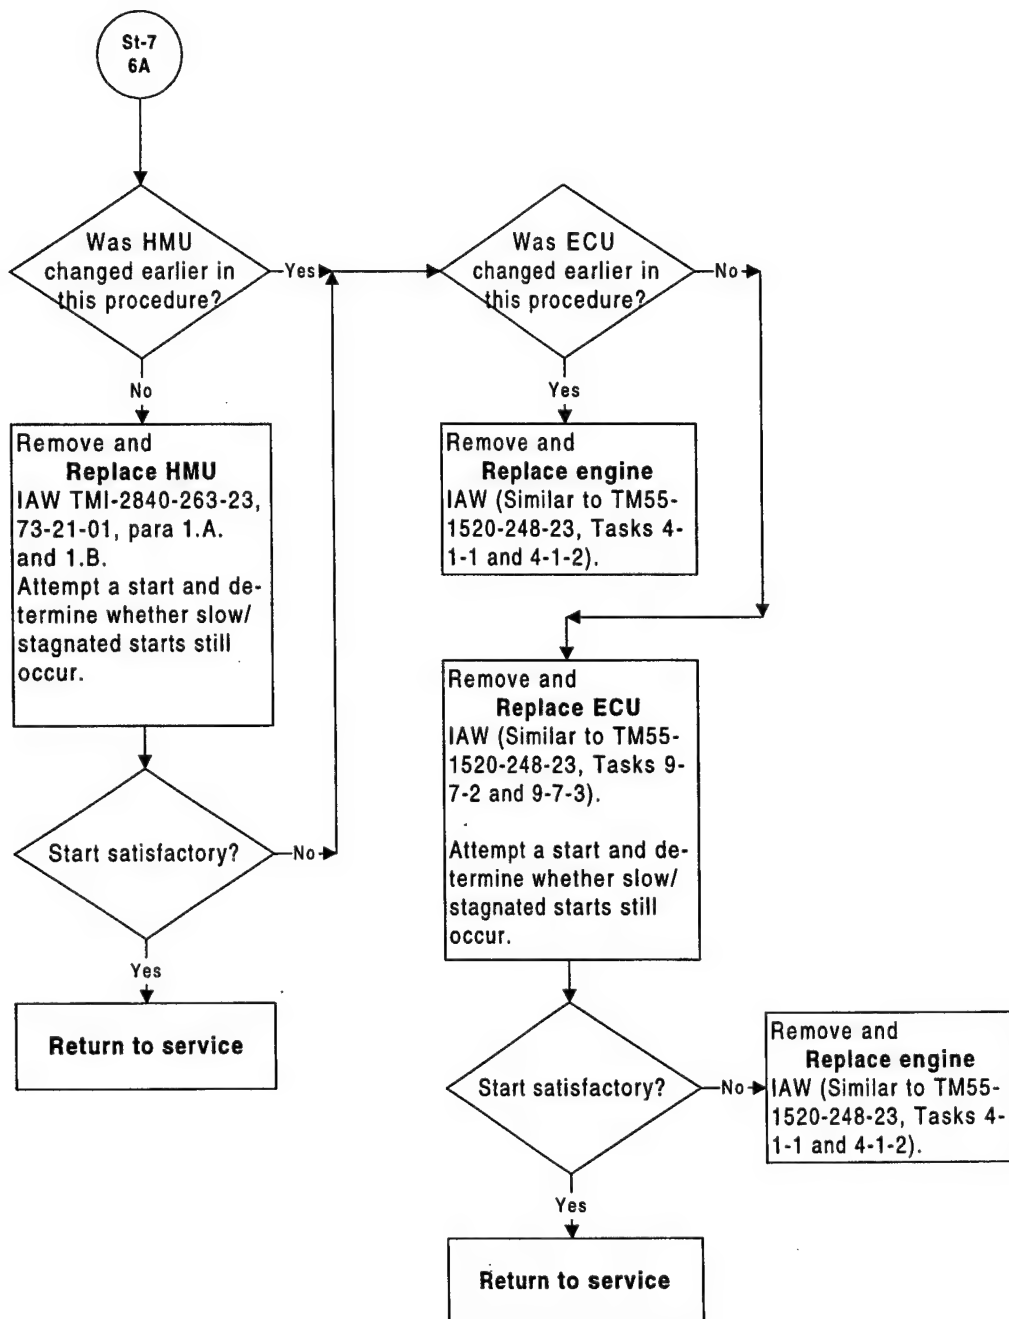 St-7
6A
Was HMU
changed earlier in
this procedure?
Yes
No
Remove and
Replace HMU
IAW TMI-2840-263-23,
73-21-01, para 1.A.
and 1.B.
Attempt a start and de-
termine whether slow/
stagnated starts still
occur.
Start satisfactory?
No
Yes
Return to service
Was ECU
changed earlier in
this procedure?
No
Yes
Remove and
Replace engine
IAW (Similar to TM55-
1520-248-23, Tasks 4-
1-1 and 4-1-2).
Remove and
Replace ECU
IAW (Similar to TM55-
1520-248-23, Tasks 9-
7-2 and 9-7-3).
Attempt a start and de-
termine whether slow/
stagnated starts still
occur.
Start satisfactory?
No
Remove and
Replace engine
IAW (Similar to TM55-
1520-248-23, Tasks 4-
1-1 and 4-1-2).
Yes
Return to service